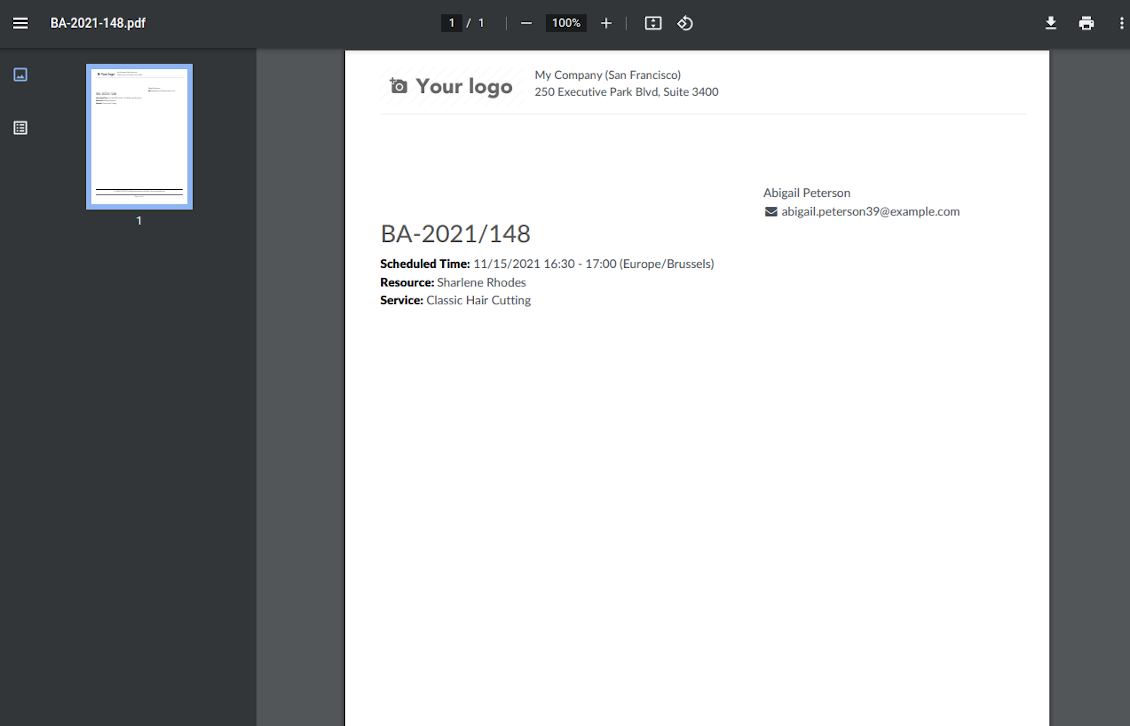 BA-2021-148.pdf
1 / 1
100%
Your logo
My Company (San Francisco)
250 Executive Park Blvd, Suite 3400
Abigail Peterson
abigail.peterson39@example.com
BA-2021/148
Scheduled Time: 11/15/2021 16:30 - 17:00 (Europe/Brussels)
Resource: Sharlene Rhodes
Service: Classic Hair Cutting
1